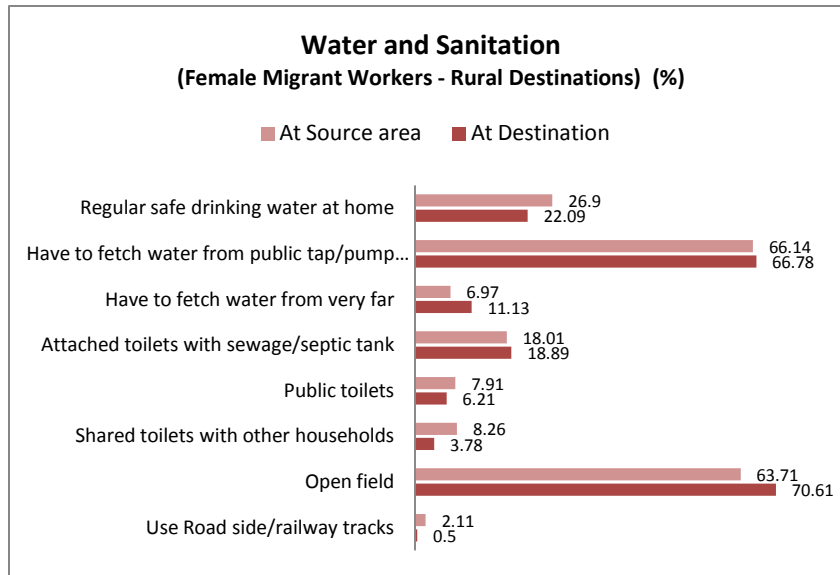 Water and Sanitation
(Female Migrant Workers - Rural Destinations) (%)
At Source area At Destination
Regular safe drinking water at home 26.9
22.09
Have to fetch water from public tap/pump... 66.14
66.78
Have to fetch water from very far 6.97
11.13
Attached toilets with sewage/septic tank 18.01
18.89
Public toilets 7.91
6.21
Shared toilets with other households 8.26
3.78
Open field 63.71
70.61
Use Road side/railway tracks 2.11
0.5